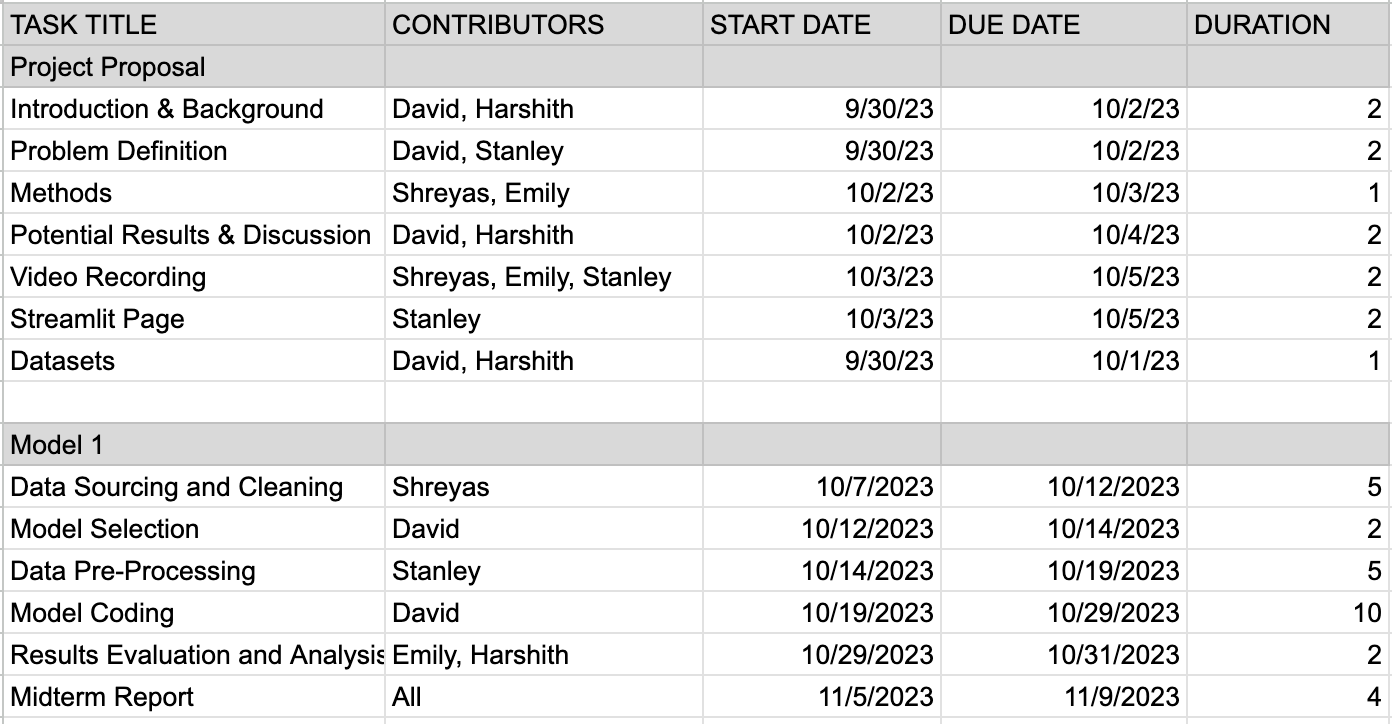 TASK TITLE CONTRIBUTORS START DATE DUE DATE DURATION
Project Proposal
Introduction & Background David, Harshith 9/30/23 10/2/23 2
Problem Definition David, Stanley 9/30/23 10/2/23 2
Methods Shreyas, Emily 10/2/23 10/3/23 1
Potential Results & Discussion David, Harshith 10/2/23 10/4/23 2
Video Recording Shreyas, Emily, Stanley 10/3/23 10/5/23 2
Streamlit Page Stanley 10/3/23 10/5/23 2
Datasets David, Harshith 9/30/23 10/1/23 1
Model 1
Data Sourcing and Cleaning Shreyas 10/7/2023 10/12/2023 5
Model Selection David 10/12/2023 10/14/2023 2
Data Pre-Processing Stanley 10/14/2023 10/19/2023 5
Model Coding David 10/19/2023 10/29/2023 10
Results Evaluation and Analysis Emily, Harshith 10/29/2023 10/31/2023 2
Midterm Report All 11/5/2023 11/9/2023 4